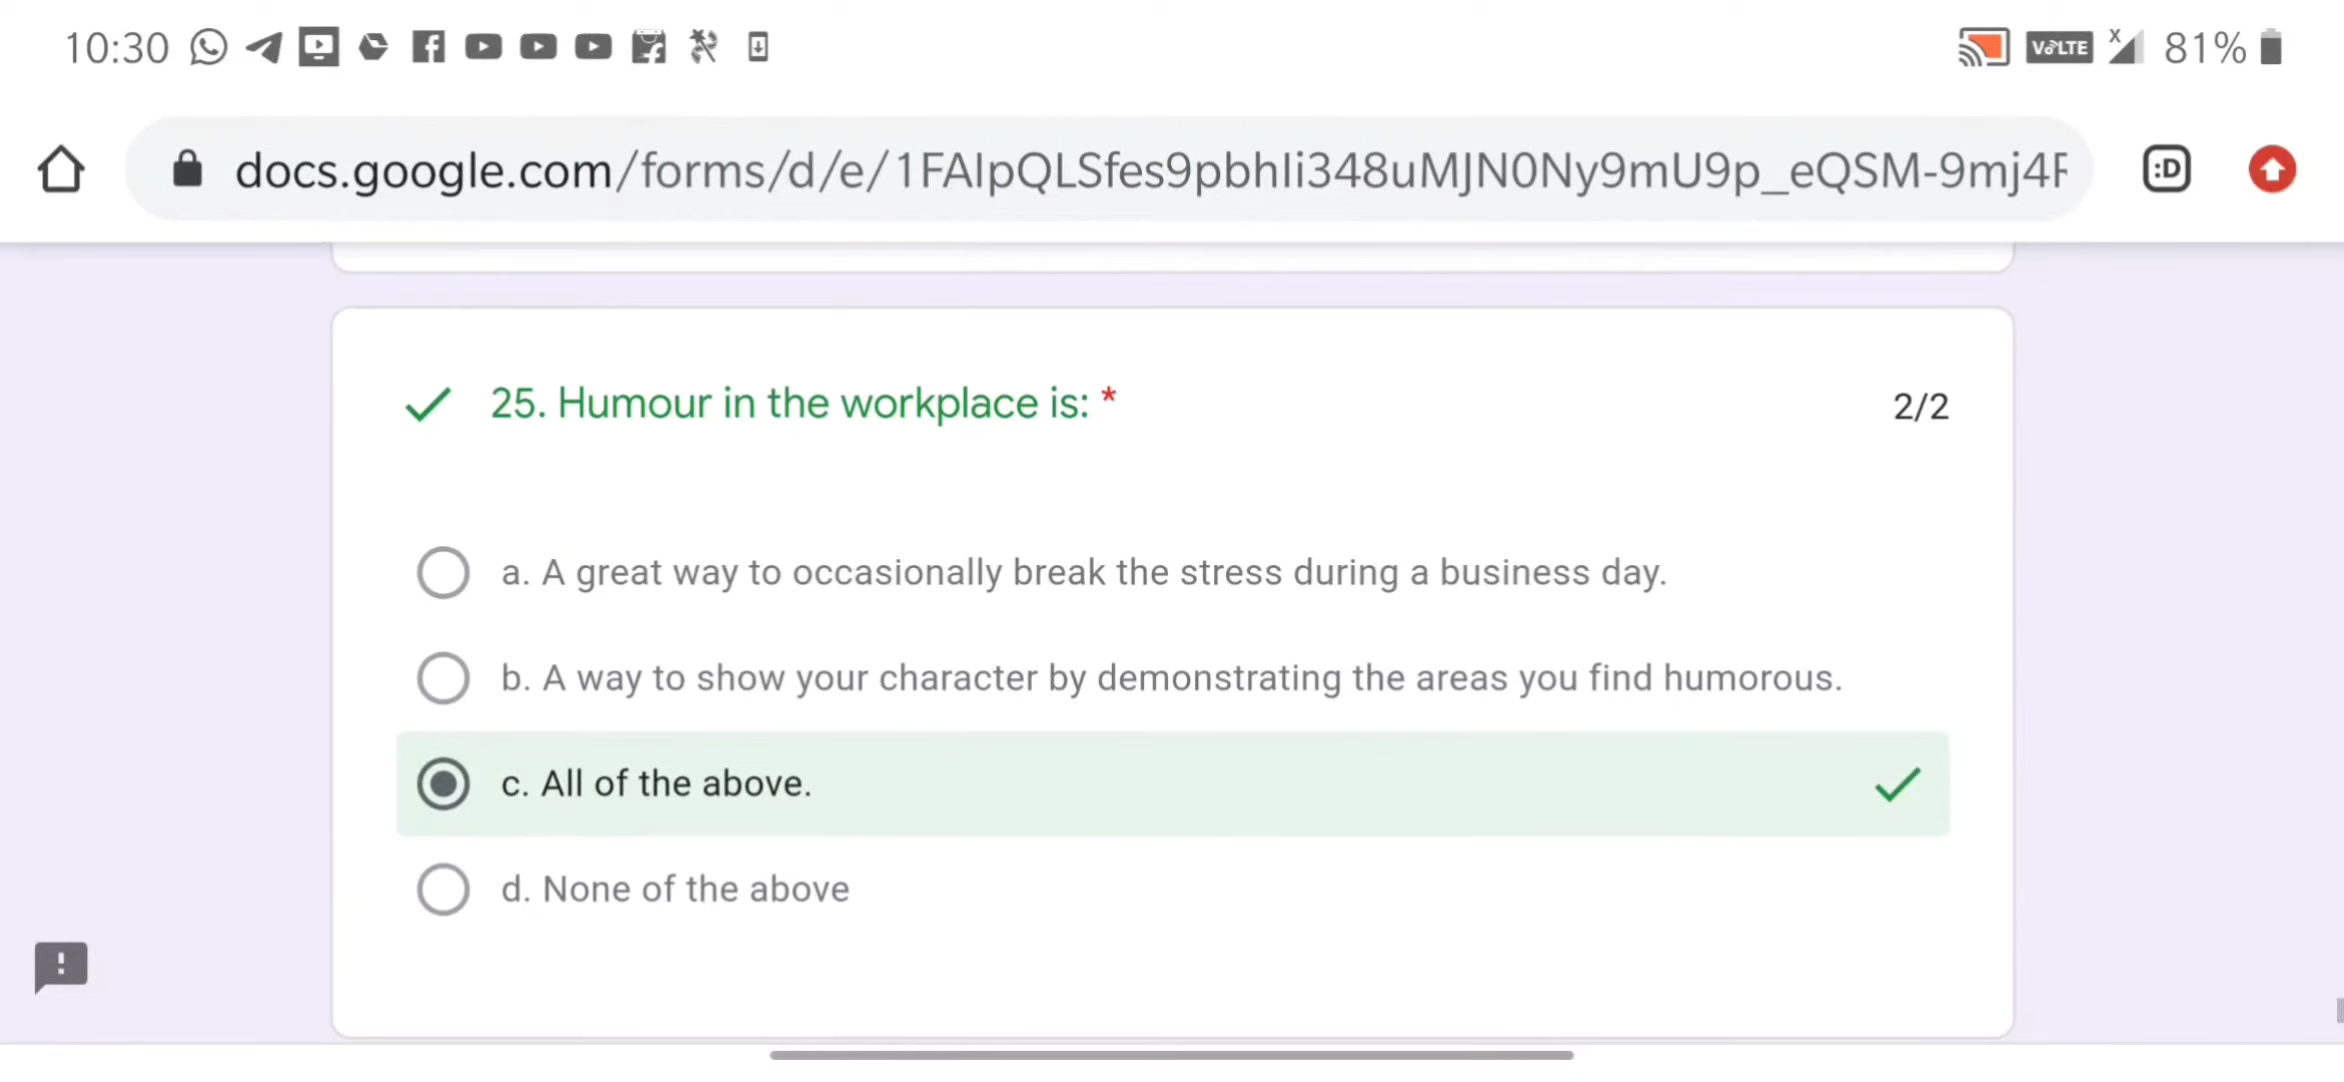 10:30
VoLTE
X
81%
docs.google.com/forms/d/e/1FAIpQLSfes9pbhIi348uMJN0Ny9mU9p_eQSM-9mj4F
:D
25. Humour in the workplace is: *
2/2
a. A great way to occasionally break the stress during a business day.
b. A way to show your character by demonstrating the areas you find humorous.
c. All of the above.
d. None of the above